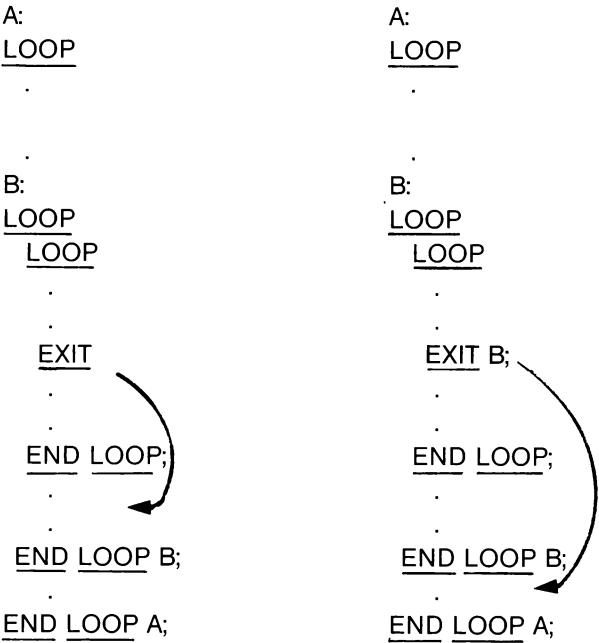 A:
LOOP
.
.
B:
LOOP
LOOP
.
.
EXIT
.
.
END LOOP;
.
.
END LOOP B;
.
END LOOP A;
A:
LOOP
.
.
B:
LOOP
LOOP
.
.
EXIT B;
.
.
END LOOP;
.
.
END LOOP B;
.
END LOOP A;